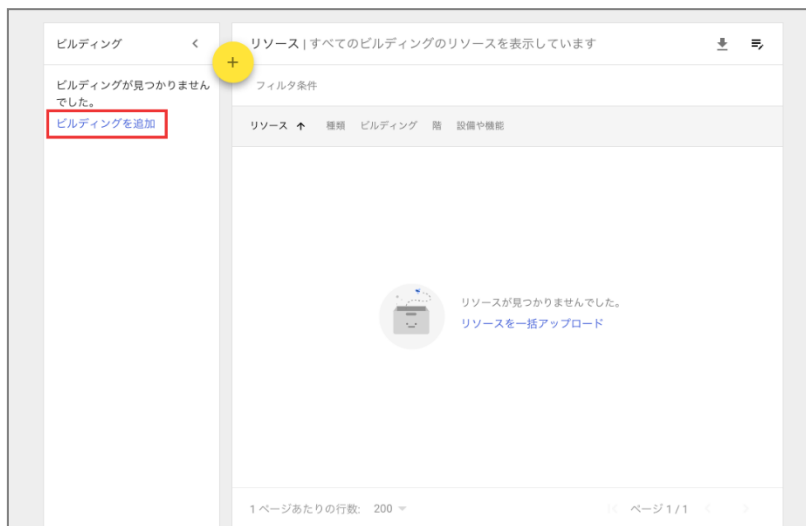 ビルディング
リソース | すべてのビルディングのリソースを表示しています
ビルディングが見つかりません
でした。
ビルディングを追加
フィルタ条件
リソース 種類 ビルディング 階 設備や機能
リソースが見つかりませんでした。
リソースを一括アップロード
1 ページあたりの行数: 200
ページ 1 / 1